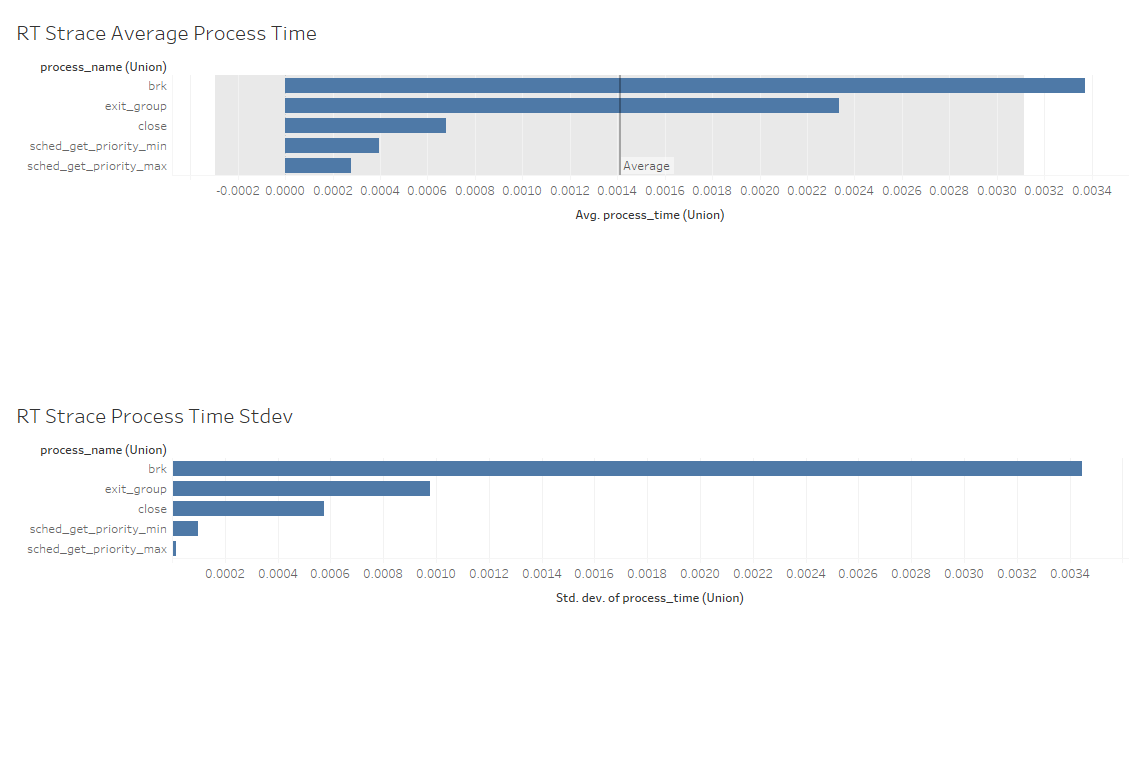 RT Strace Average Process Time
process_name (Union)
brk
exit_group
close
sched_get_priority_min
sched_get_priority_max
Average
-0.0002 0.0000 0.0002 0.0004 0.0006 0.0008 0.0010 0.0012 0.0014 0.0016 0.0018 0.0020 0.0022 0.0024 0.0026 0.0028 0.0030 0.0032 0.0034
Avg. process_time (Union)
RT Strace Process Time Stdev
process_name (Union)
brk
exit_group
close
sched_get_priority_min
sched_get_priority_max
0.0002 0.0004 0.0006 0.0008 0.0010 0.0012 0.0014 0.0016 0.0018 0.0020 0.0022 0.0024 0.0026 0.0028 0.0030 0.0032 0.0034
Std. dev. of process_time (Union)